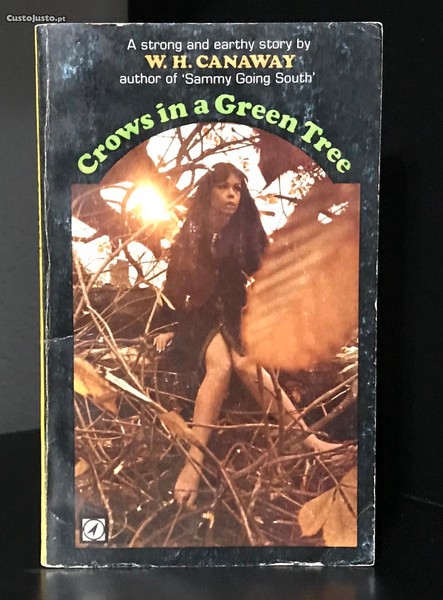 CustoJusto.pt
A strong and earthy story by
W. H. CANAWAY
author of 'Sammy Going South'
Crows in a Green Tree